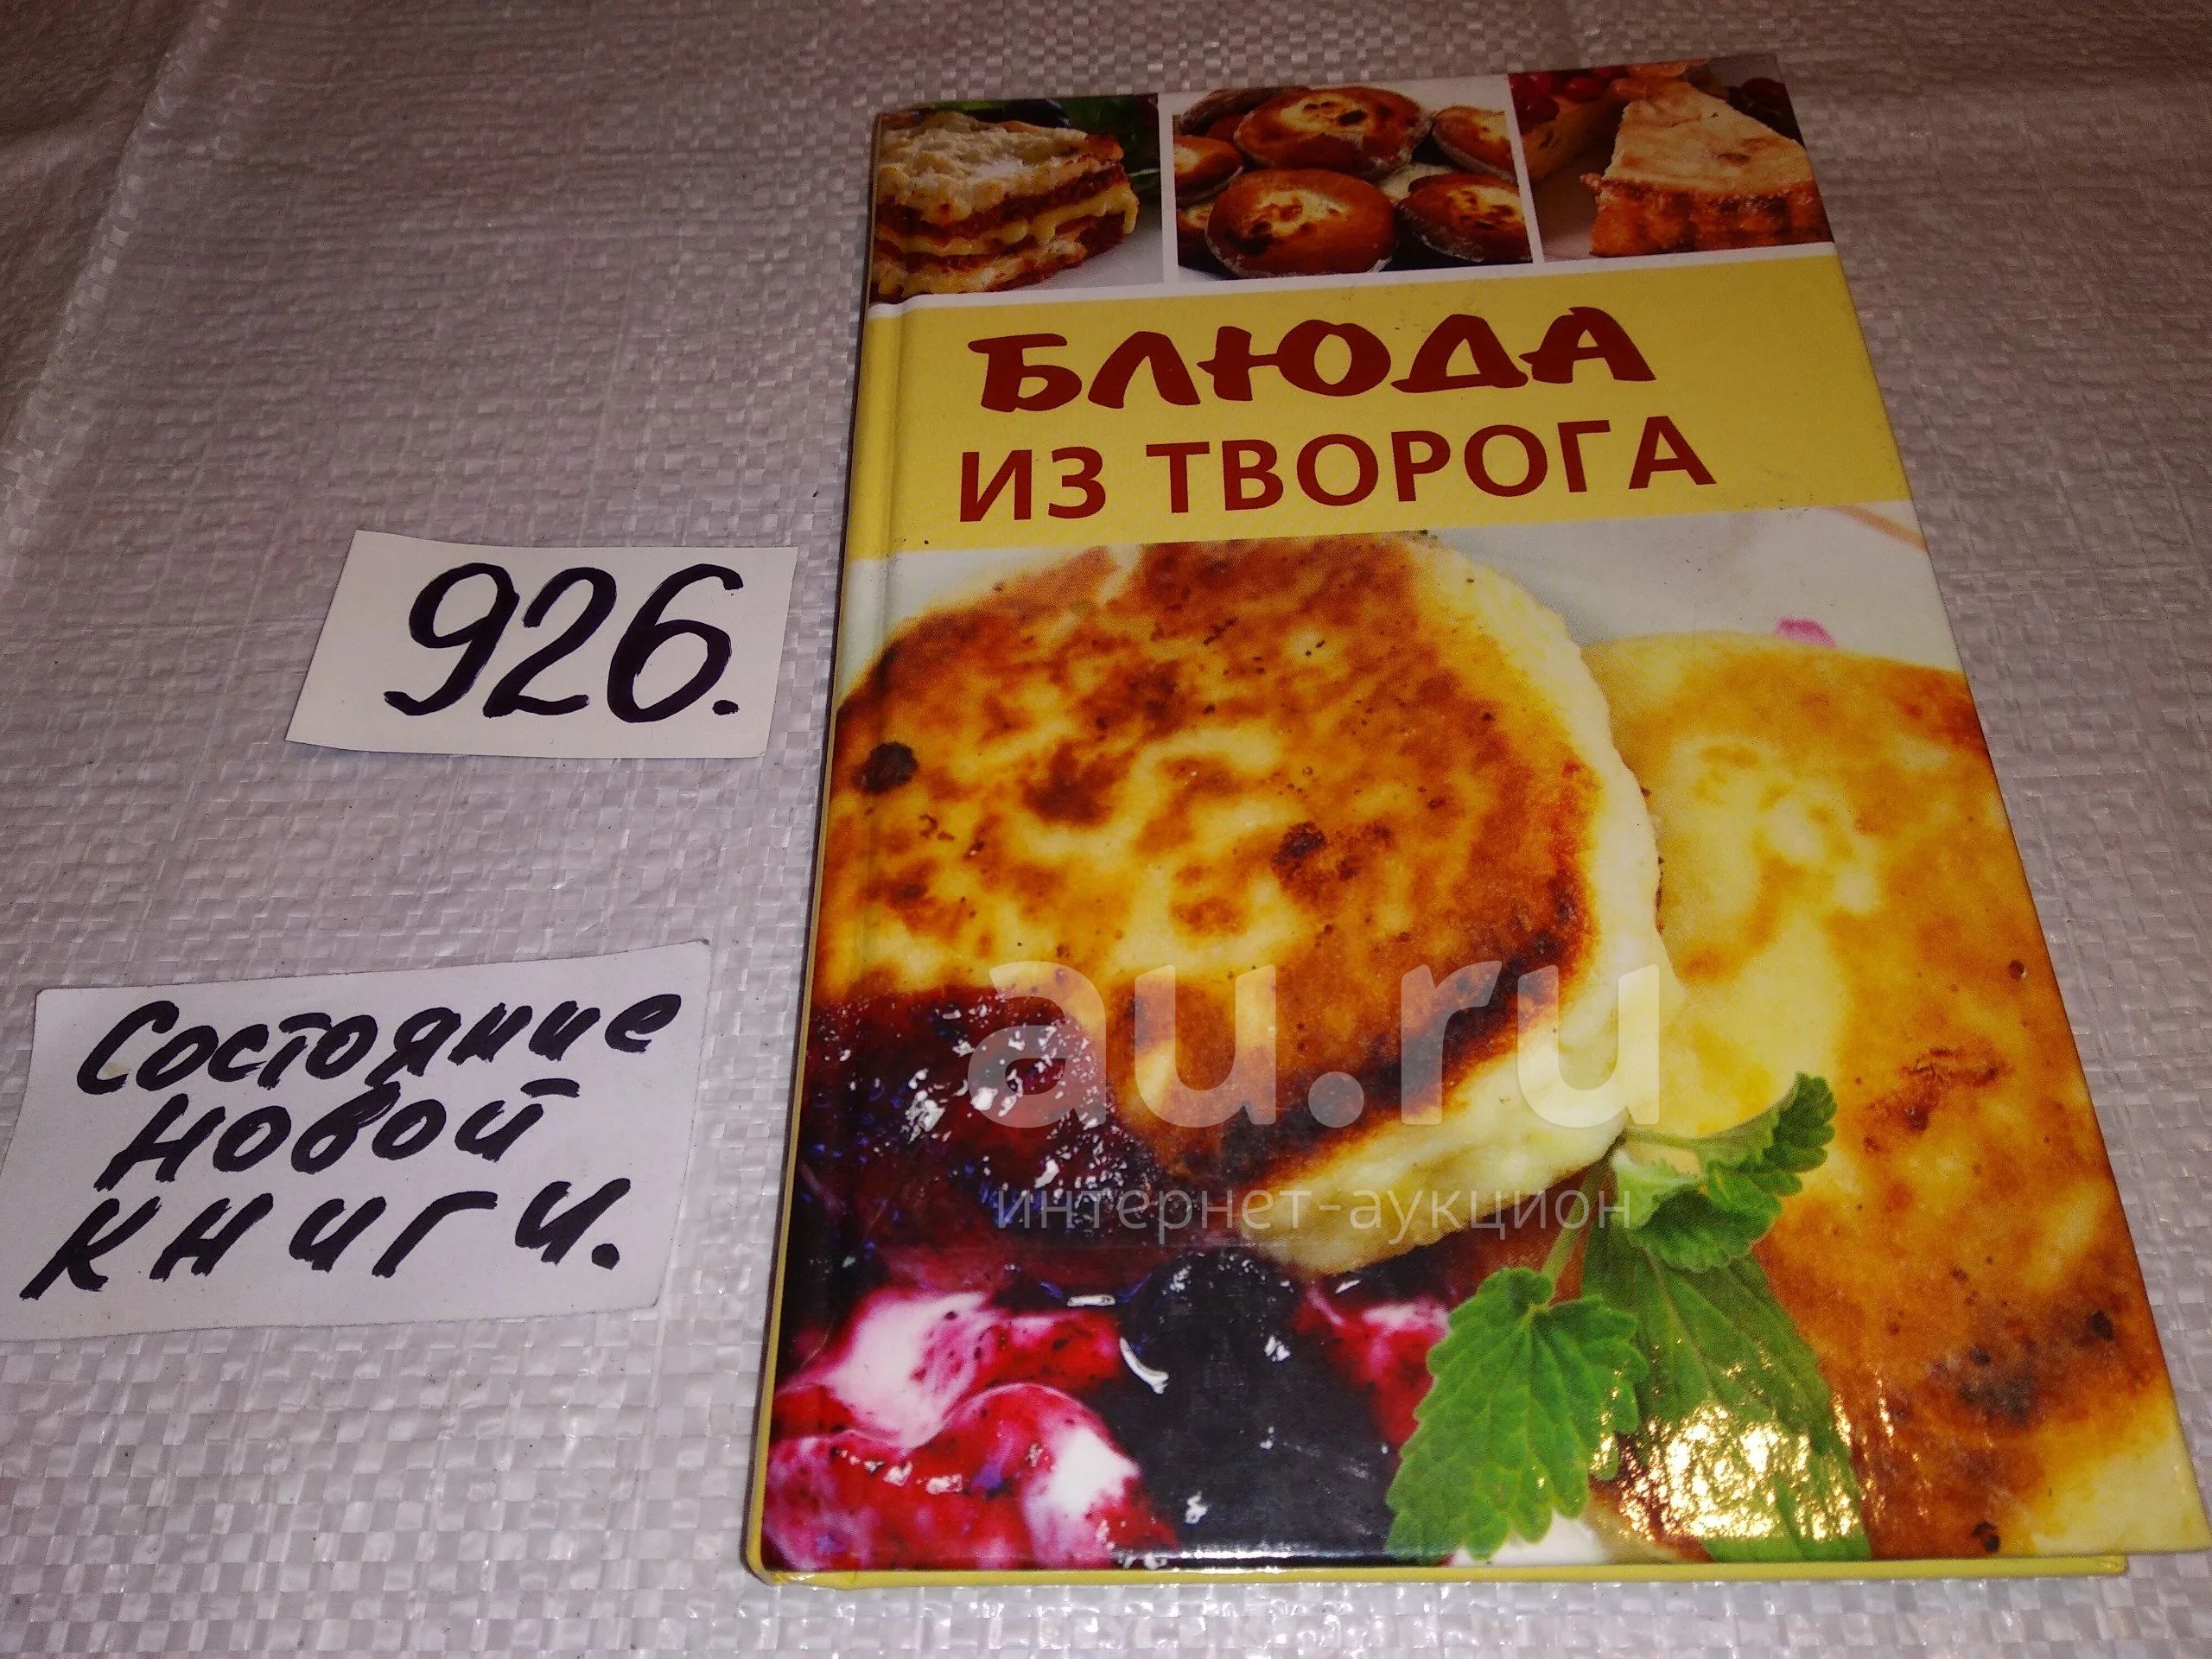 БЛЮДА
ИЗ ТВОРОГА
926.
Состояние
новой
книги.
au.ru
интернет-аукцион